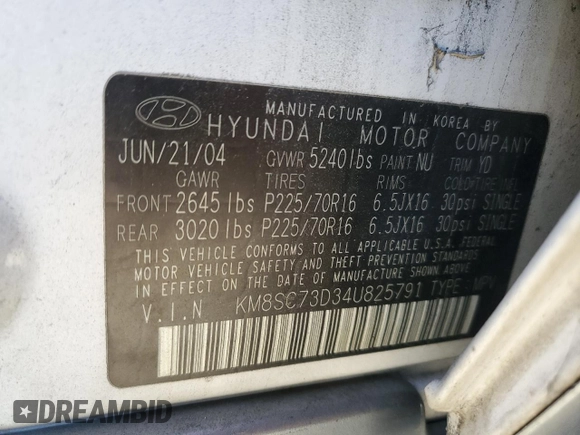 MANUFACTURED IN KOREA BY
HYUNDAI MOTOR COMPANY
JUN/21/04 GVWR 5240lbs PAINT NU TRIM YD
GAWR TIRES RIMS COLD TIRE INFL
FRONT 2645lbs P225/70R16 6.5JX16 30psi SINGLE
REAR 3020lbs P225/70R16 6.5JX16 30psi SINGLE
THIS VEHICLE CONFORMS TO ALL APPLICABLE U.S.A. FEDERAL
MOTOR VEHICLE SAFETY AND THEFT PREVENTION STANDARDS
IN EFFECT ON THE DATE OF MANUFACTURE SHOWN ABOVE
V.I.N KM8SC73D34U825791 TYPE: MPV
DREAMBID